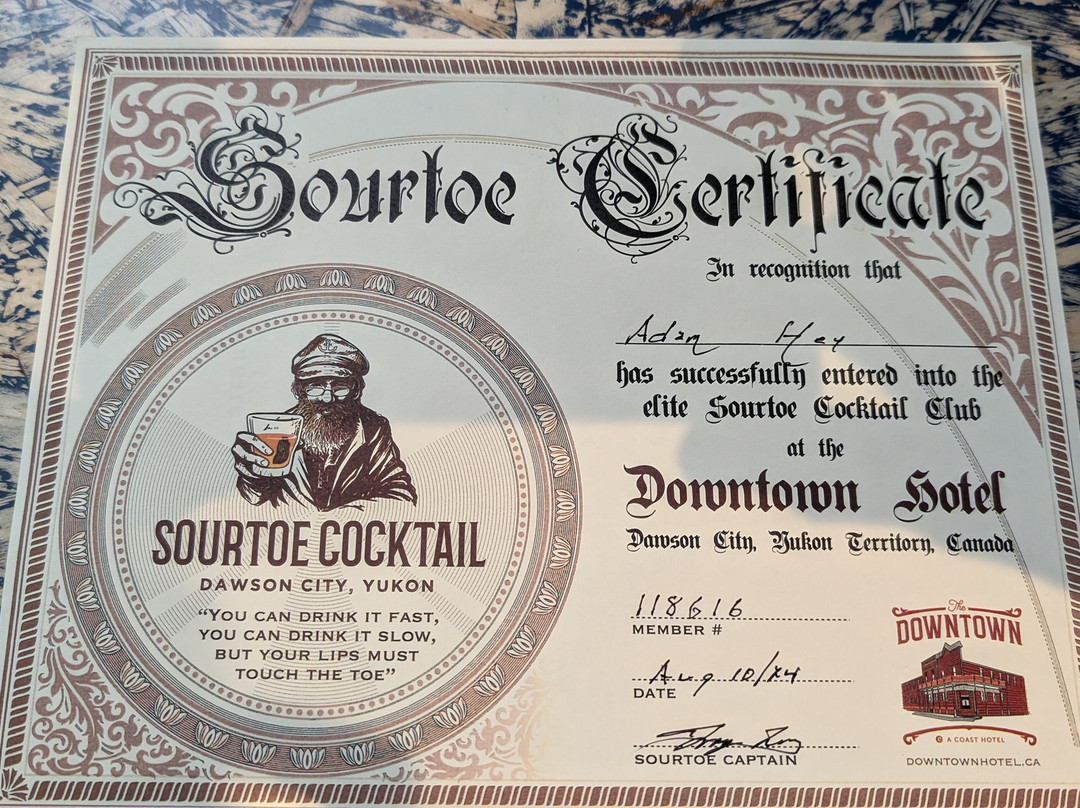 Sourtoe Certificate
In recognition that
Adam Hey
has successfully entered into the
elite Sourtoe Cocktail Club
at the
Downtown Hotel
Dawson City, Yukon Territory, Canada
SOURTOE COCKTAIL
DAWSON CITY, YUKON
“YOU CAN DRINK IT FAST,
YOU CAN DRINK IT SLOW,
BUT YOUR LIPS MUST
TOUCH THE TOE”
118616
MEMBER #
Aug 10/24
DATE
SOURTOE CAPTAIN
The
DOWNTOWN
A COAST HOTEL
DOWNTOWNHOTEL.CA